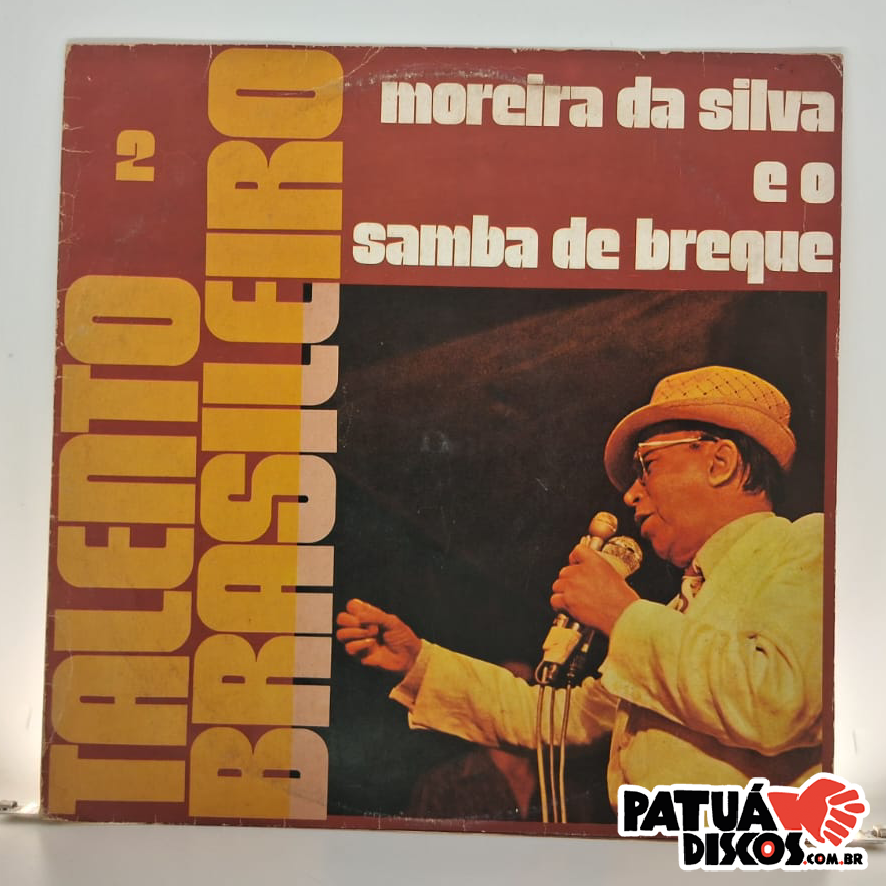 moreira da silva
e o
samba de breque
2
TALENTO
BRASILEIRO
PATUÁ
DISCOS.COM.BR